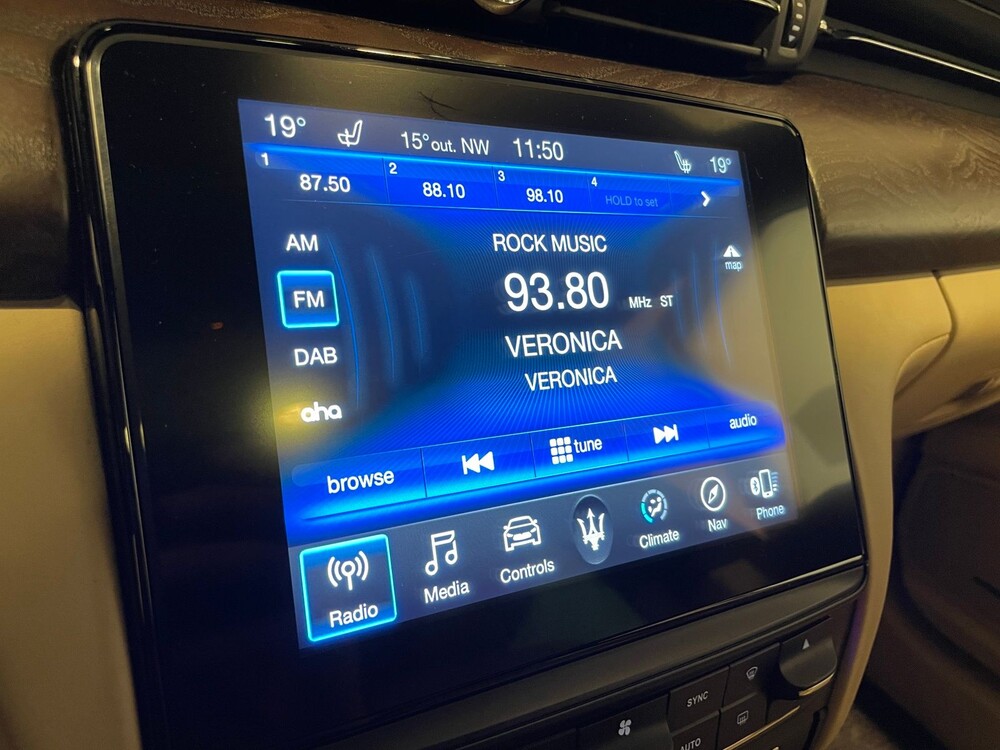 19° 15° out. NW 11:50 19°
1 87.50 2 88.10 3 98.10 4 HOLD to set
AM
ROCK MUSIC
map
FM
93.80 MHz ST
DAB
VERONICA
VERONICA
aha
browse tune audio
Radio Media Controls Climate Nav Phone
SYNC
AUTO